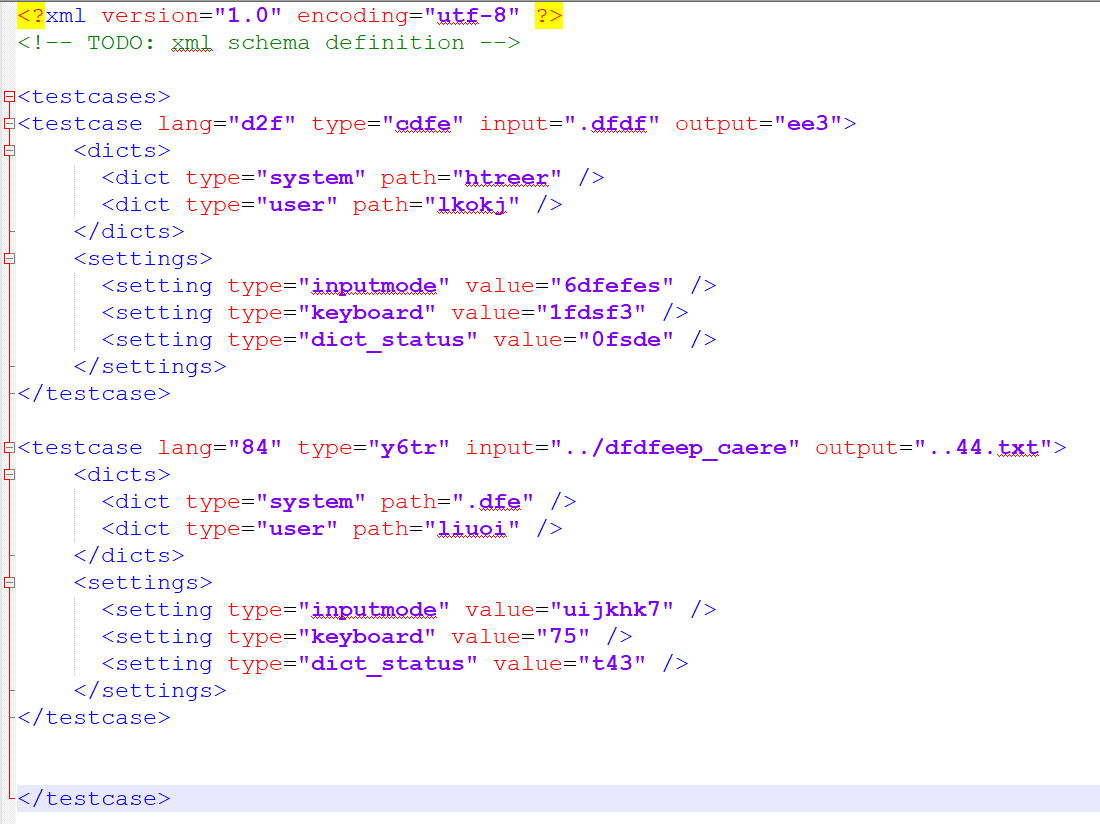 <?xml version="1.0" encoding="utf-8" ?>
<!-- TODO: xml schema definition -->
<testcases>
<testcase lang="d2f" type="cdfe" input=".dfdf" output="ee3">
<dicts>
<dict type="system" path="htreer" />
<dict type="user" path="lkokj" />
</dicts>
<settings>
<setting type="inputmode" value="6dfefes" />
<setting type="keyboard" value="1fdsf3" />
<setting type="dict_status" value="0fsde" />
</settings>
</testcase>
<testcase lang="84" type="y6tr" input="../dfdfeep_caere" output="..44.txt">
<dicts>
<dict type="system" path=".dfe" />
<dict type="user" path="liuoi" />
</dicts>
<settings>
<setting type="inputmode" value="uijkhk7" />
<setting type="keyboard" value="75" />
<setting type="dict_status" value="t43" />
</settings>
</testcase>
</testcase>